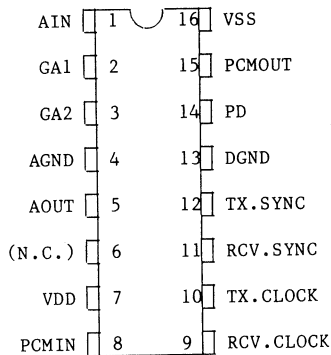 AIN 1 16 VSS
GA1 2 15 PCMOUT
GA2 3 14 PD
AGND 4 13 DGND
AOUT 5 12 TX.SYNC
(N.C.) 6 11 RCV.SYNC
VDD 7 10 TX.CLOCK
PCMIN 8 9 RCV.CLOCK